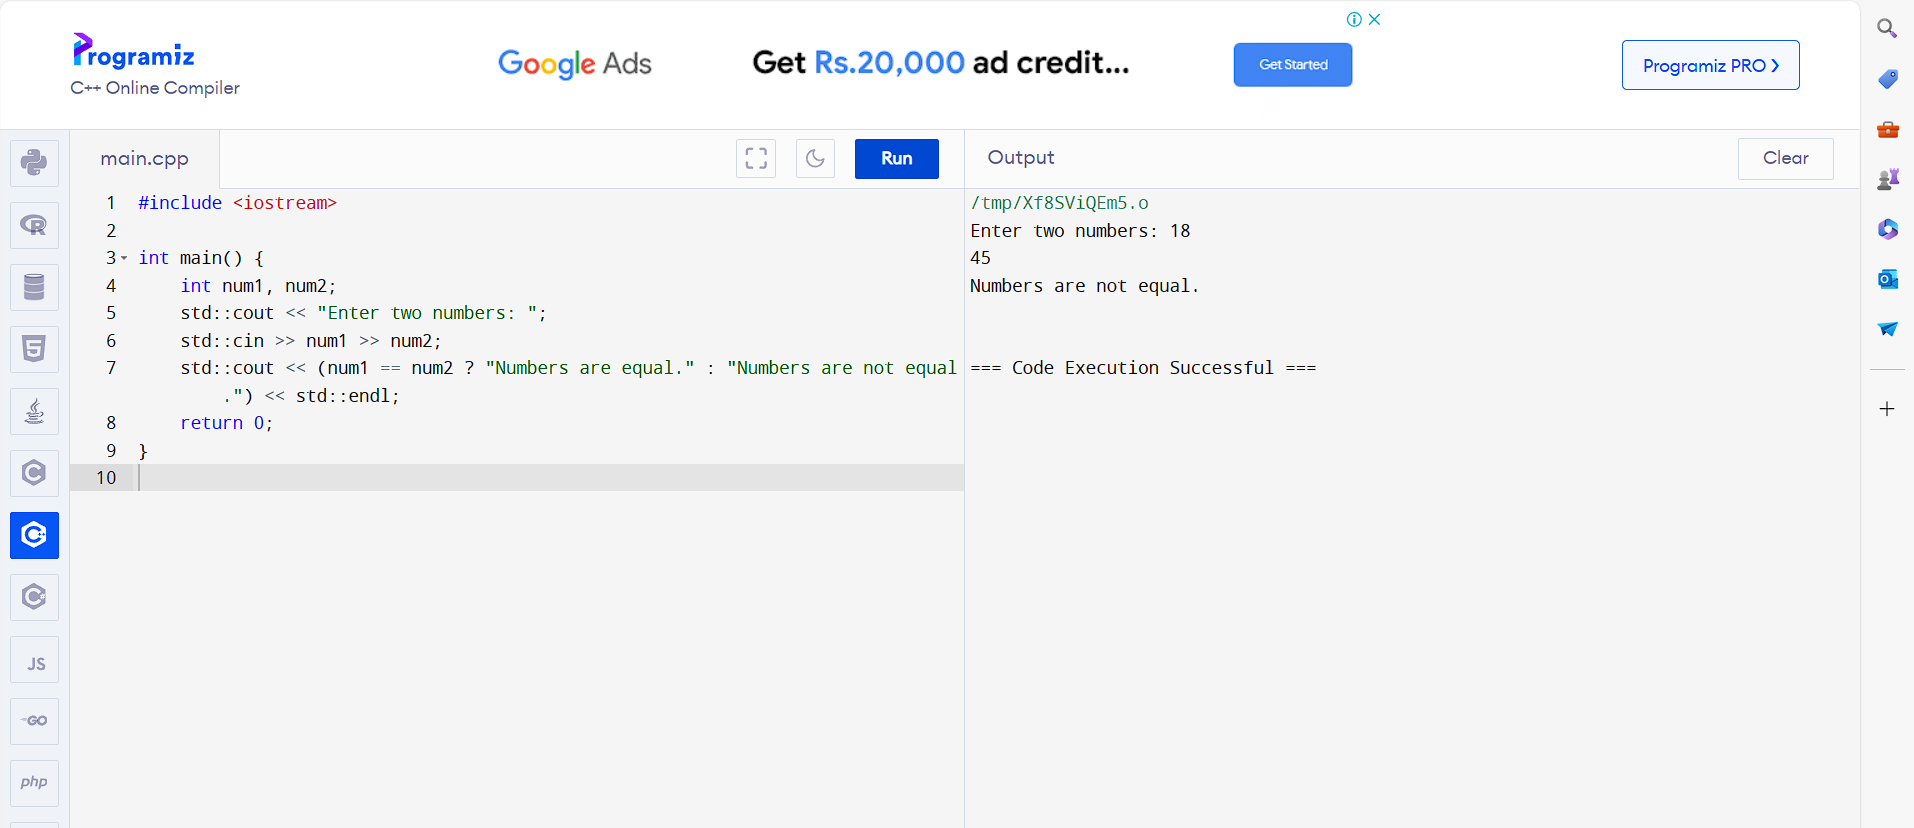 Programiz
C++ Online Compiler
Google Ads
Get Rs.20,000 ad credit...
Get Started
Programiz PRO ❯
main.cpp
Run
Output
Clear
1 #include <iostream>
2
3 int main() {
4     int num1, num2;
5     std::cout << "Enter two numbers: ";
6     std::cin >> num1 >> num2;
7     std::cout << (num1 == num2 ? "Numbers are equal." : "Numbers are not equal
        .") << std::endl;
8     return 0;
9 }
10
/tmp/Xf8SViQEm5.o
Enter two numbers: 18
45
Numbers are not equal.
=== Code Execution Successful ===
R
5
C
C
C
JS
GO
php